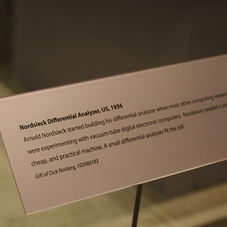 Nordsieck Differential Analyzer, US, 1956
Arnold Nordsieck started building his differential analyzer when most other computing
were experimenting with vacuum-tube digital electronic computers. Nordsieck needed a
cheap, and practical machine. A small differential analyzer fit the bill.
Gift of Dick Norberg, 102688183